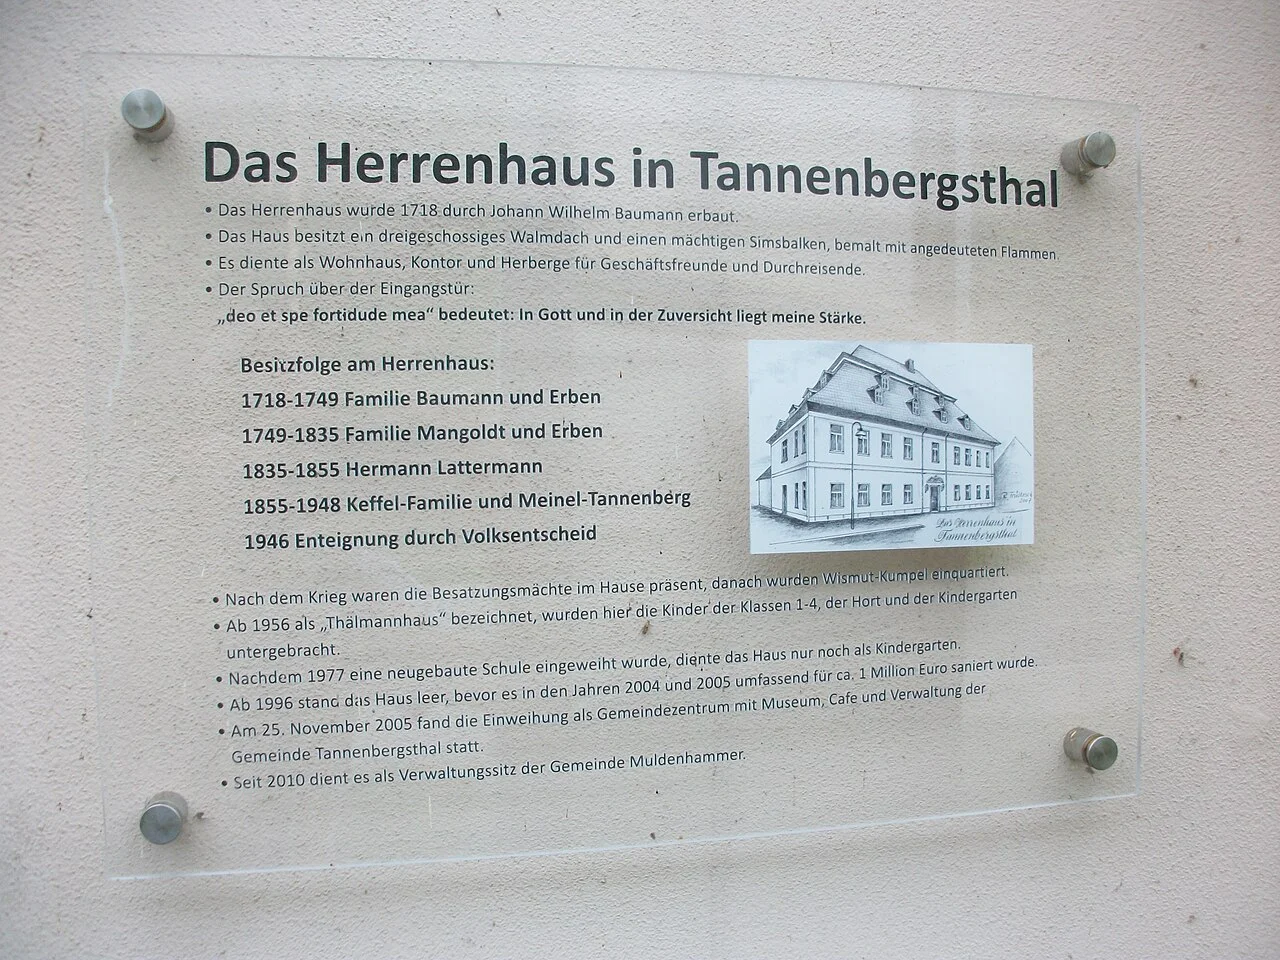 Das Herrenhaus in Tannenbergsthal
• Das Herrenhaus wurde 1718 durch Johann Wilhelm Baumann erbaut.
• Das Haus besitzt ein dreigeschossiges Walmdach und einen mächtigen Simsbalken, bemalt mit angedeuteten Flammen.
• Es diente als Wohnhaus, Kontor und Herberge für Geschäftsfreunde und Durchreisende.
• Der Spruch über der Eingangstür:
„deo et spe fortidude mea“ bedeutet: In Gott und in der Zuversicht liegt meine Stärke.
Besitzfolge am Herrenhaus:
1718-1749 Familie Baumann und Erben
1749-1835 Familie Mangoldt und Erben
1835-1855 Hermann Lattermann
1855-1948 Keffel-Familie und Meinel-Tannenberg
1946 Enteignung durch Volksentscheid
Das Herrenhaus in
Tannenbergsthal
• Nach dem Krieg waren die Besatzungsmächte im Hause präsent, danach wurden Wismut-Kumpel einquartiert.
• Ab 1956 als „Thälmannhaus“ bezeichnet, wurden hier die Kinder der Klassen 1-4, der Hort und der Kindergarten
untergebracht.
• Nachdem 1977 eine neugebaute Schule eingeweiht wurde, diente das Haus nur noch als Kindergarten.
• Ab 1996 stand das Haus leer, bevor es in den Jahren 2004 und 2005 umfassend für ca. 1 Million Euro saniert wurde.
• Am 25. November 2005 fand die Einweihung als Gemeindezentrum mit Museum, Cafe und Verwaltung der
Gemeinde Tannenbergsthal statt.
• Seit 2010 dient es als Verwaltungssitz der Gemeinde Muldenhammer.